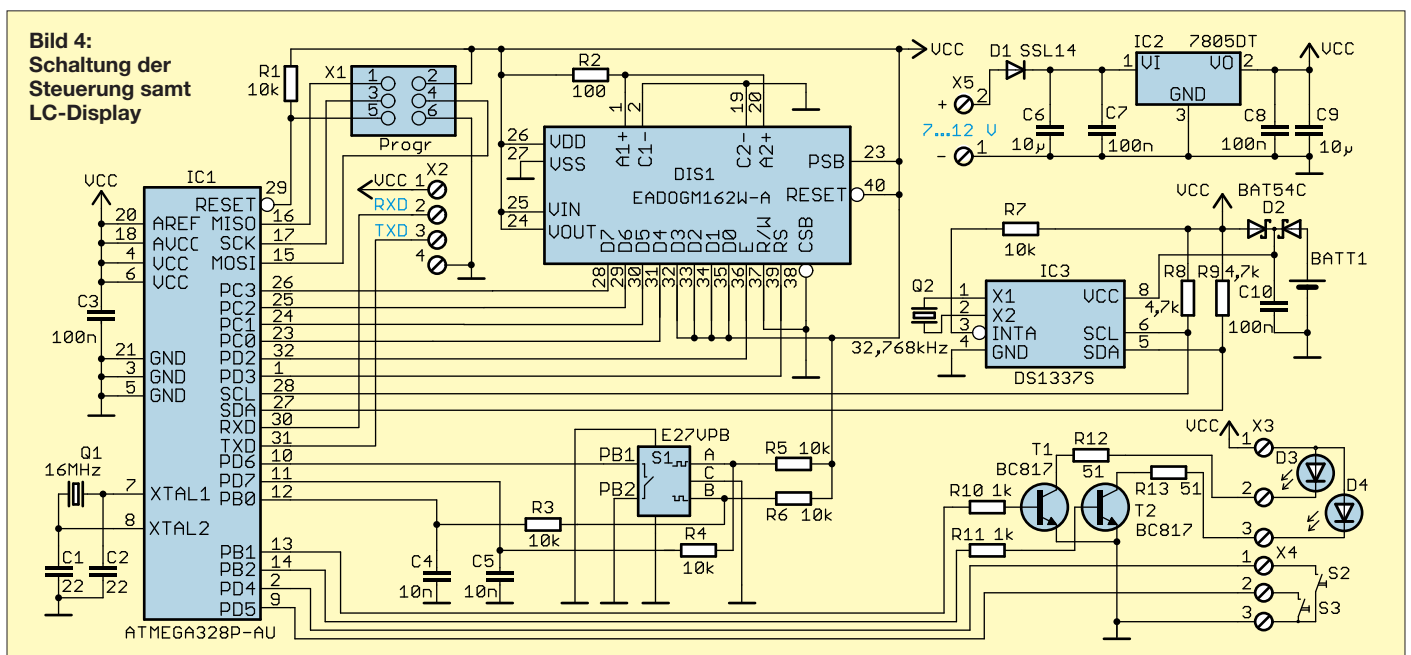 Bild 4:
Schaltung der
Steuerung samt
LC-Display
R1
10k
X1
1 2
3 4
5 6
Progr
R2
100
VCC
1 2 19 20
A1+ C1- C2- A2+
26 VDD
27 VSS
25 VIN
24 VOUT
DIS1
EADOGM162W-A
PSB 23
RESET 40
D7 D6 D5 D4 D3 D2 D1 D0 E R/W RS CSB
28 29 30 31 32 33 34 35 36 37 39 38
X5
+ 2
7...12 V
- 1
D1 SSL14
C6
10µ
C7
100n
IC2 7805DT
1 VI VO 2
GND
3
C8
100n
C9
10µ
VCC
VCC
C3
100n
IC1
20 AREF
18 AVCC
4 VCC
6 VCC
21 GND
3 GND
5 GND
7 XTAL1
8 XTAL2
RESET 29
MISO 16
SCK 17
MOSI 15
PC3 26
PC2 25
PC1 24
PC0 23
PD2 32
PD3 1
SCL 28
SDA 27
RXD 30
TXD 31
PD6 10
PD7 11
PB0 12
PB1 13
PB2 14
PD4 2
PD5 9
ATMEGA328P-AU
Q1
16MHz
C1
22
C2
22
VCC 1 X2
RXD 2
TXD 3
4
VCC
R7
10k
BAT54C
D2
BATT1
R8
4,7k
R9 4,7k
C10
100n
Q2
32,768kHz
IC3
1 X1
2 X2
3 INTA
4 GND
VCC 8
SCL 6
SDA 5
DS1337S
E27VPB
PB1 S1 A
C
PB2 B
R5 10k
R6 10k
R3
10k
R4
10k
C4
10n
C5
10n
T1
BC817
R12
51
R10 1k
R13 51
T2
BC817
R11 1k
VCC
1 X3
2
3
D3
D4
1 X4
2
3
S2
S3